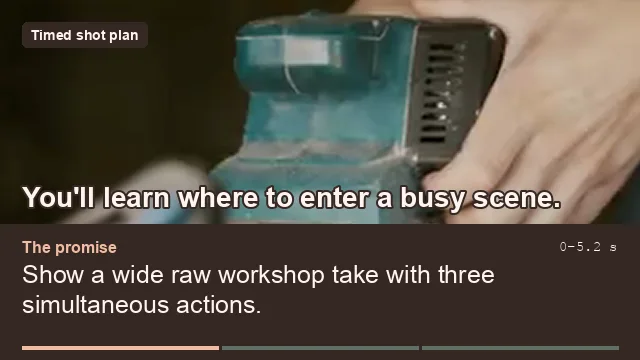 Timed shot plan
You'll learn where to enter a busy scene.
The promise
0–5.2 s
Show a wide raw workshop take with three
simultaneous actions.